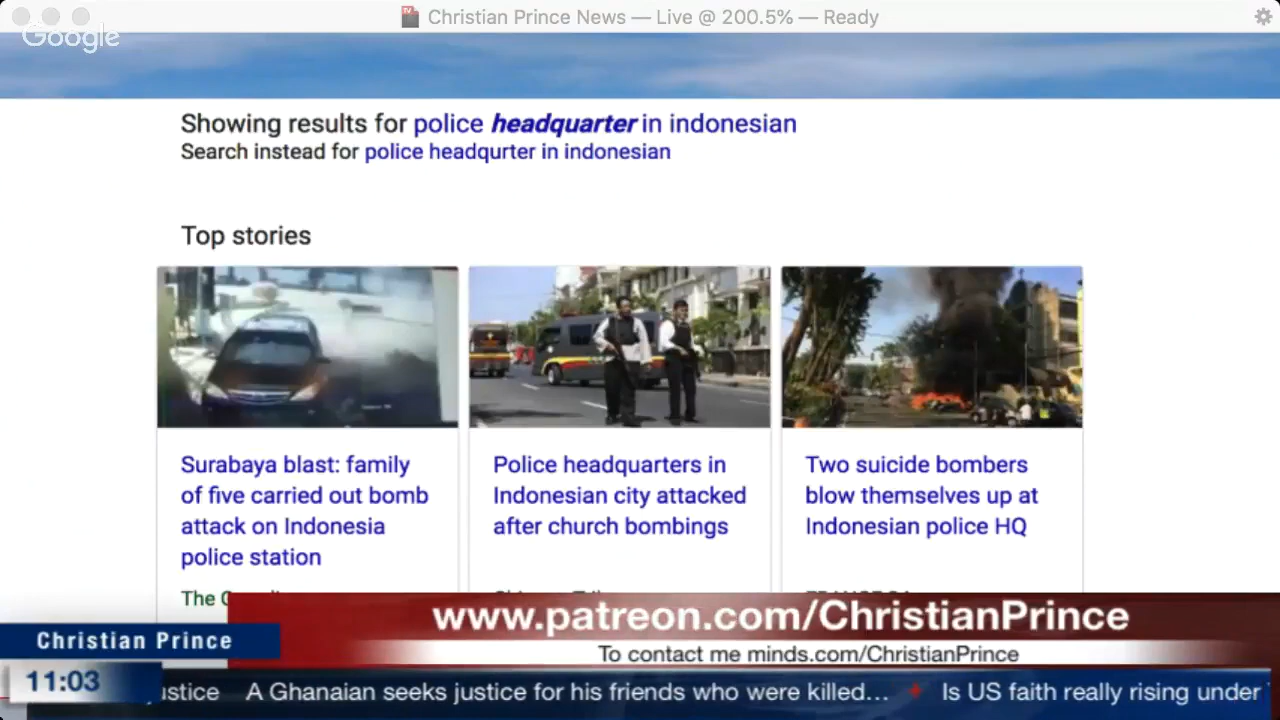 Christian Prince News — Live @ 200.5% — Ready
Google
Showing results for police headquarter in indonesian
Search instead for police headqurter in indonesian
Top stories
Surabaya blast: family
of five carried out bomb
attack on Indonesia
police station
The
Police headquarters in
Indonesian city attacked
after church bombings
Two suicide bombers
blow themselves up at
Indonesian police HQ
www.patreon.com/ChristianPrince
To contact me minds.com/ChristianPrince
Christian Prince
11:03
A Ghanaian seeks justice for his friends who were killed... Is US faith really rising under